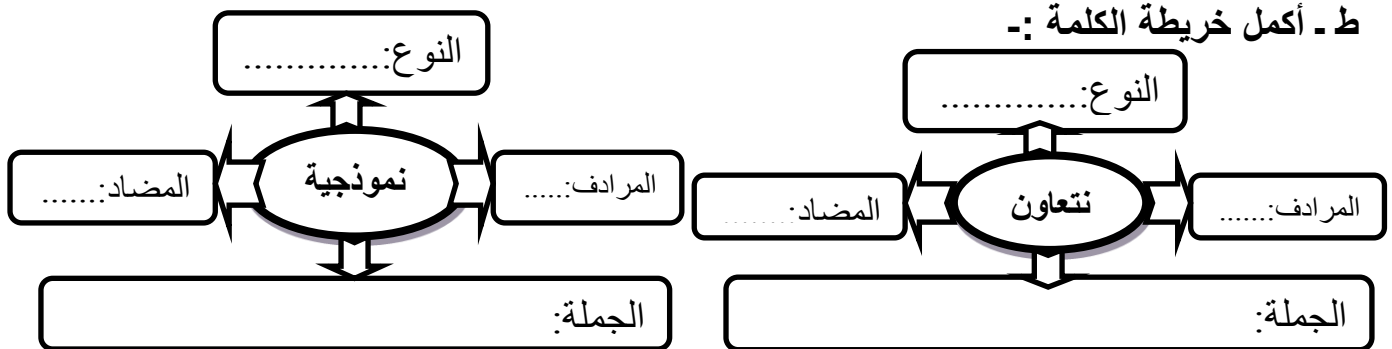 ط ـ أكمل خريطة الكلمة :-
النوع:.............
المرادف:.......
نتعاون
المضاد:........
الجملة:
النوع:.............
المرادف:.....
نموذجية
المضاد:.......
الجملة: